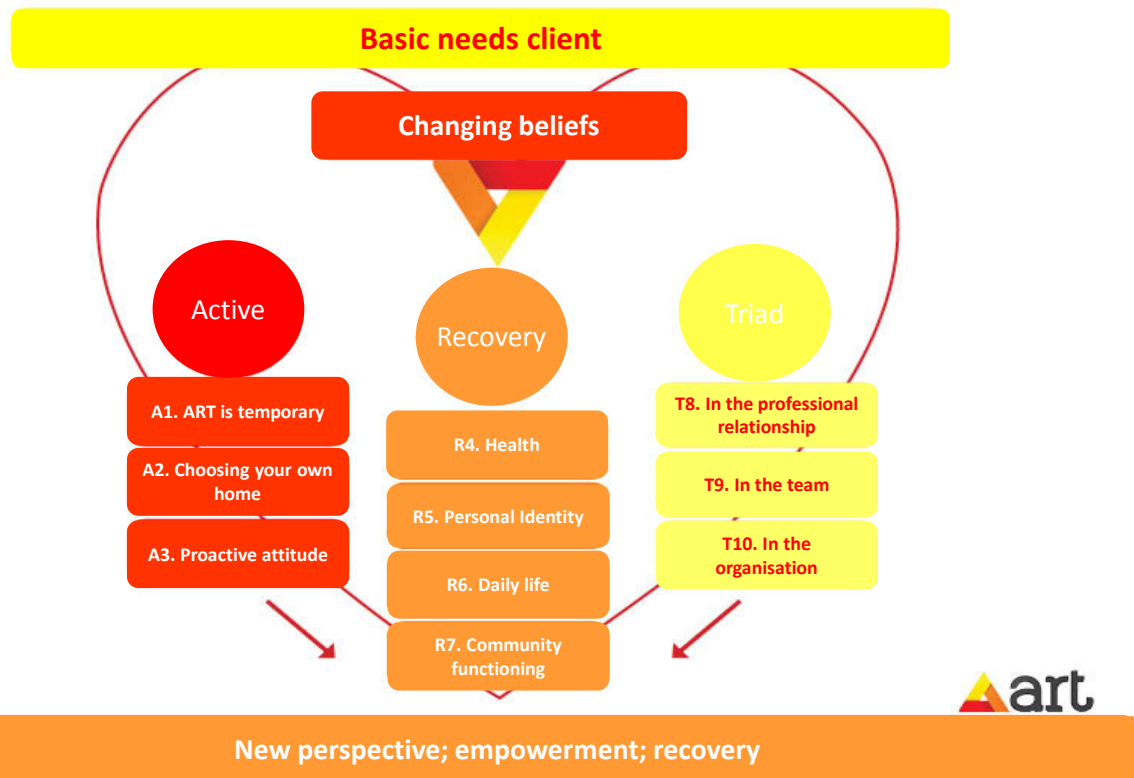 Basic needs client
Changing beliefs
Active
A1. ART is temporary
A2. Choosing your own
home
A3. Proactive attitude
Recovery
R4. Health
R5. Personal Identity
R6. Daily life
R7. Community
functioning
Triad
T8. In the professional
relationship
T9. In the team
T10. In the
organisation
art
New perspective; empowerment; recovery